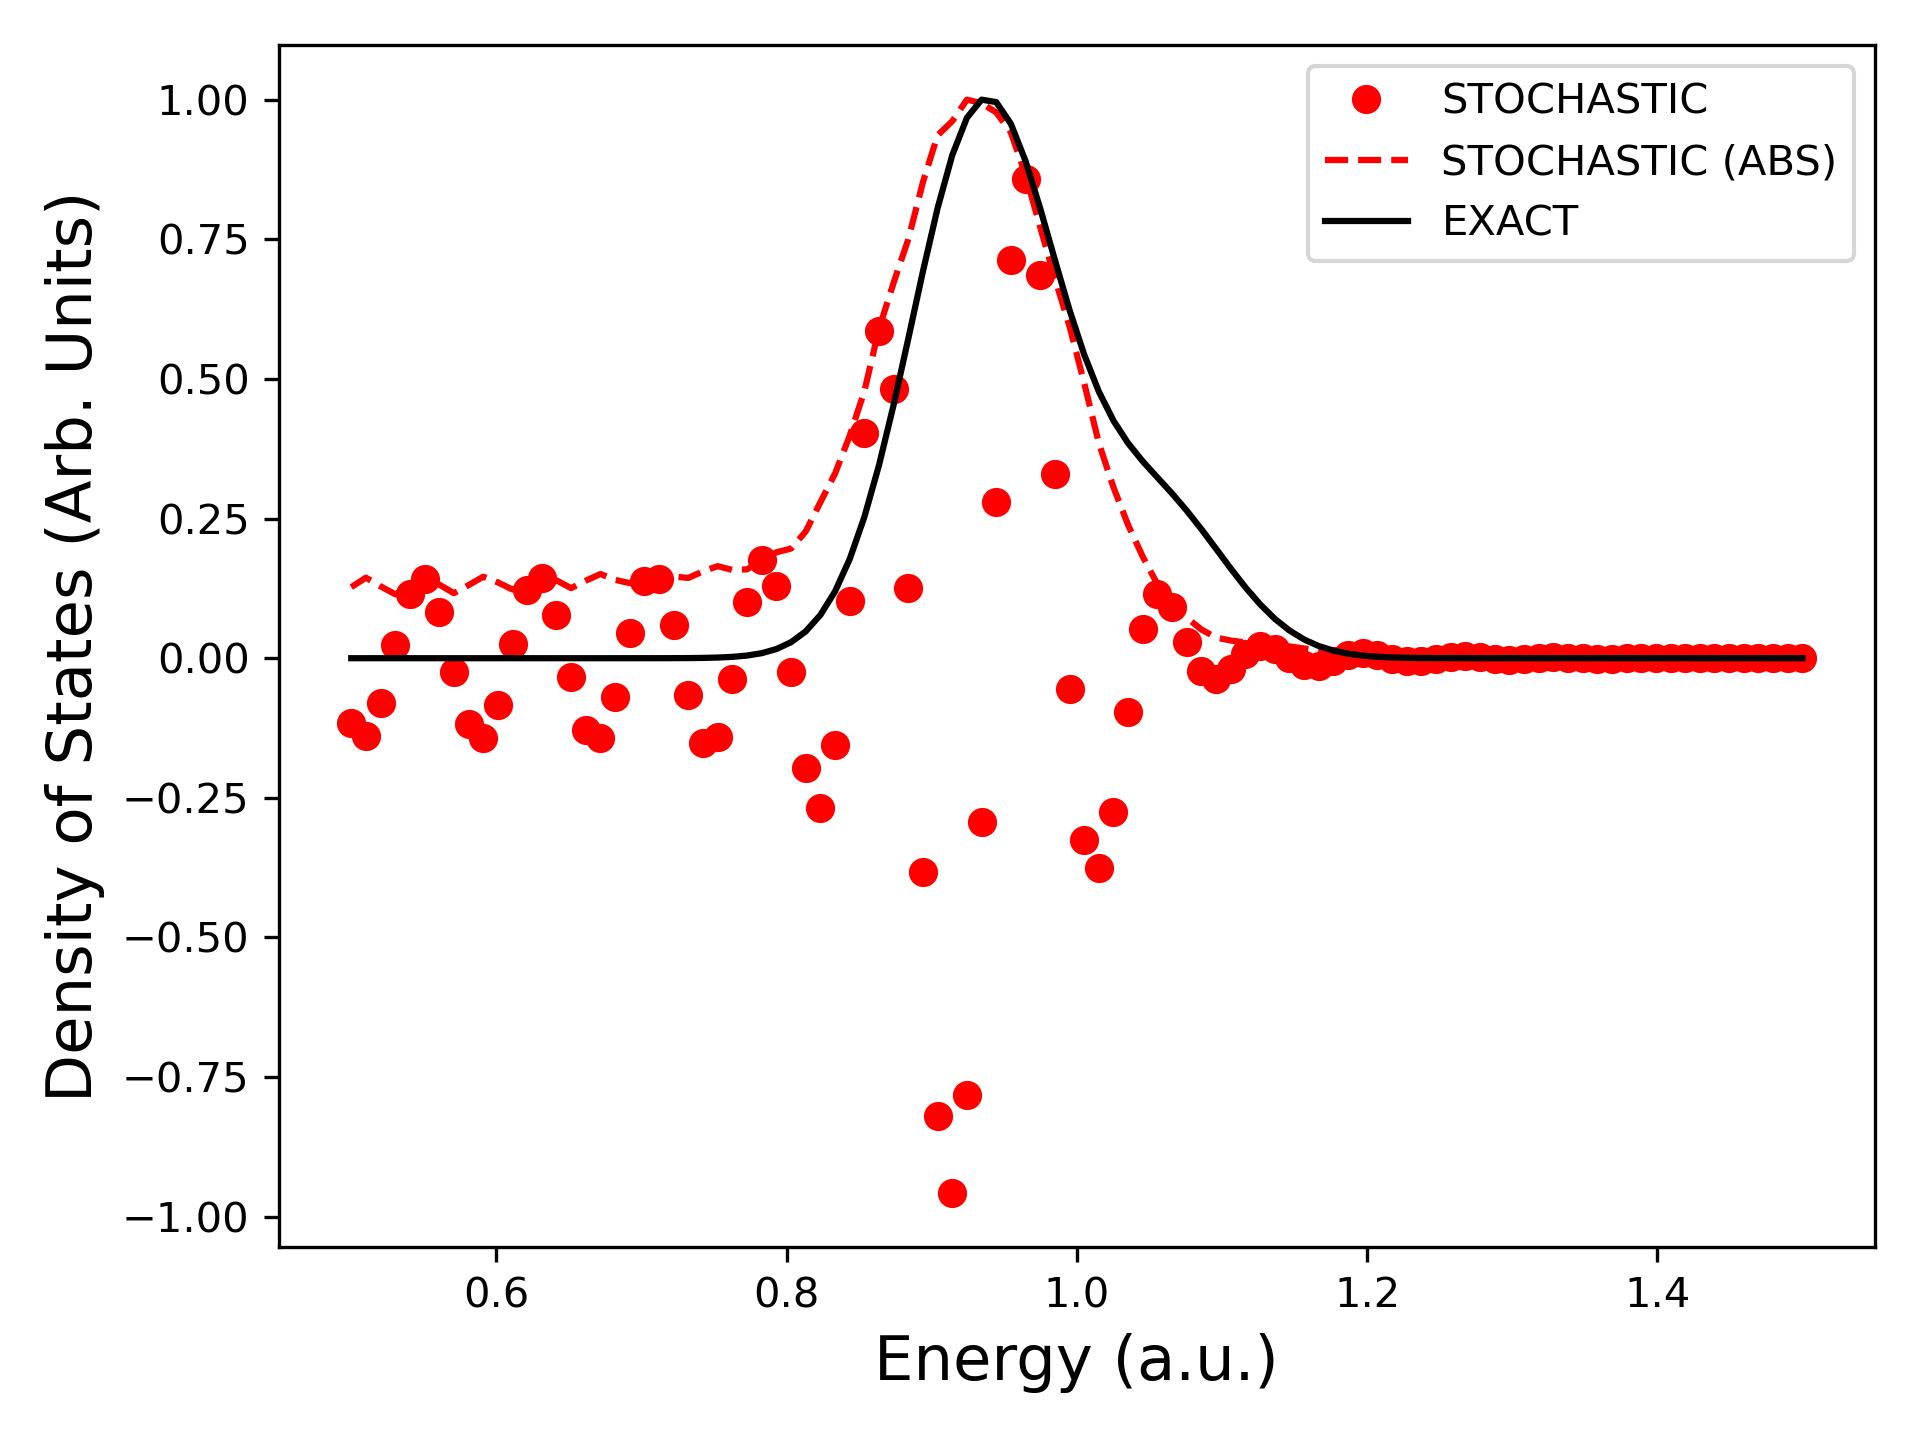 1.00
0.75
0.50
0.25
0.00
−0.25
−0.50
−0.75
−1.00
Density of States (Arb. Units)
STOCHASTIC
STOCHASTIC (ABS)
EXACT
0.6 0.8 1.0 1.2 1.4
Energy (a.u.)